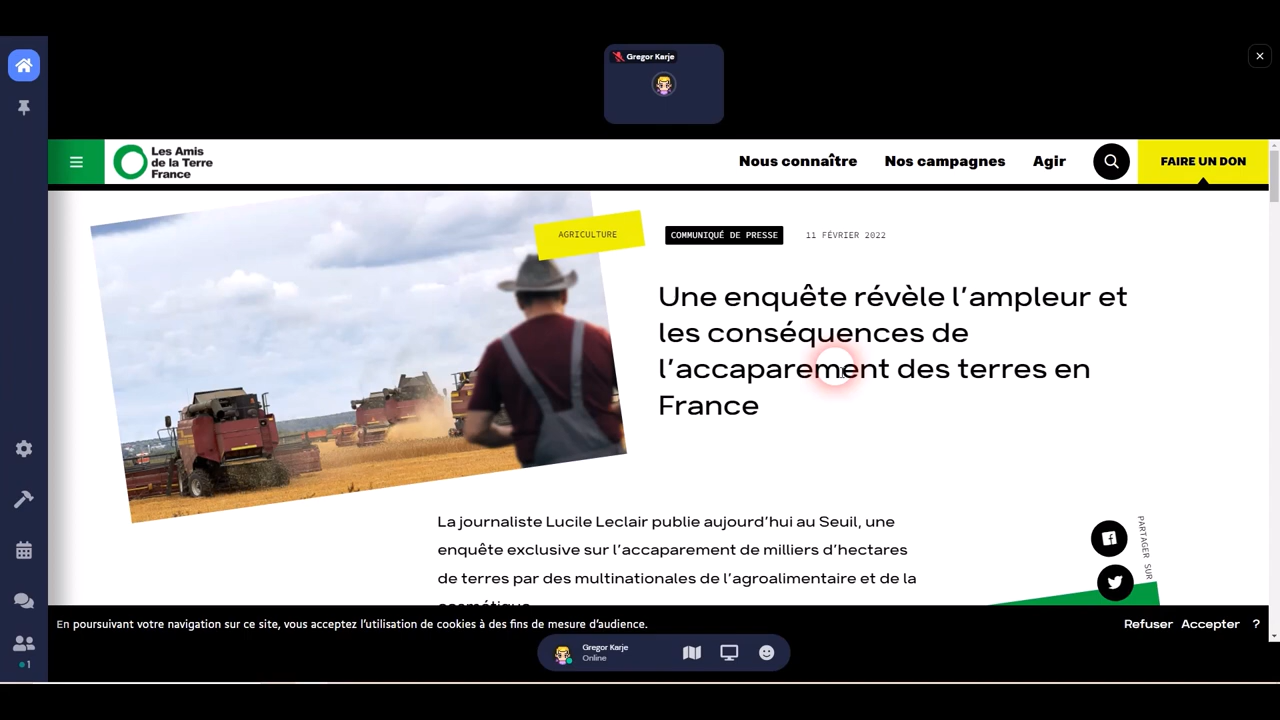 Gregor Karje
Les Amis
de la Terre
France
Nous connaître
Nos campagnes
Agir
FAIRE UN DON
AGRICULTURE
COMMUNIQUÉ DE PRESSE
11 FÉVRIER 2022
Une enquête révèle l’ampleur et
les conséquences de
l’accaparement des terres en
France
La journaliste Lucile Leclair publie aujourd’hui au Seuil, une
enquête exclusive sur l’accaparement de milliers d’hectares
de terres par des multinationales de l’agroalimentaire et de la
cosmétique
PARTAGER SUR
En poursuivant votre navigation sur ce site, vous acceptez l’utilisation de cookies à des fins de mesure d’audience.
Refuser
Accepter
?
Gregor Karje
Online
1